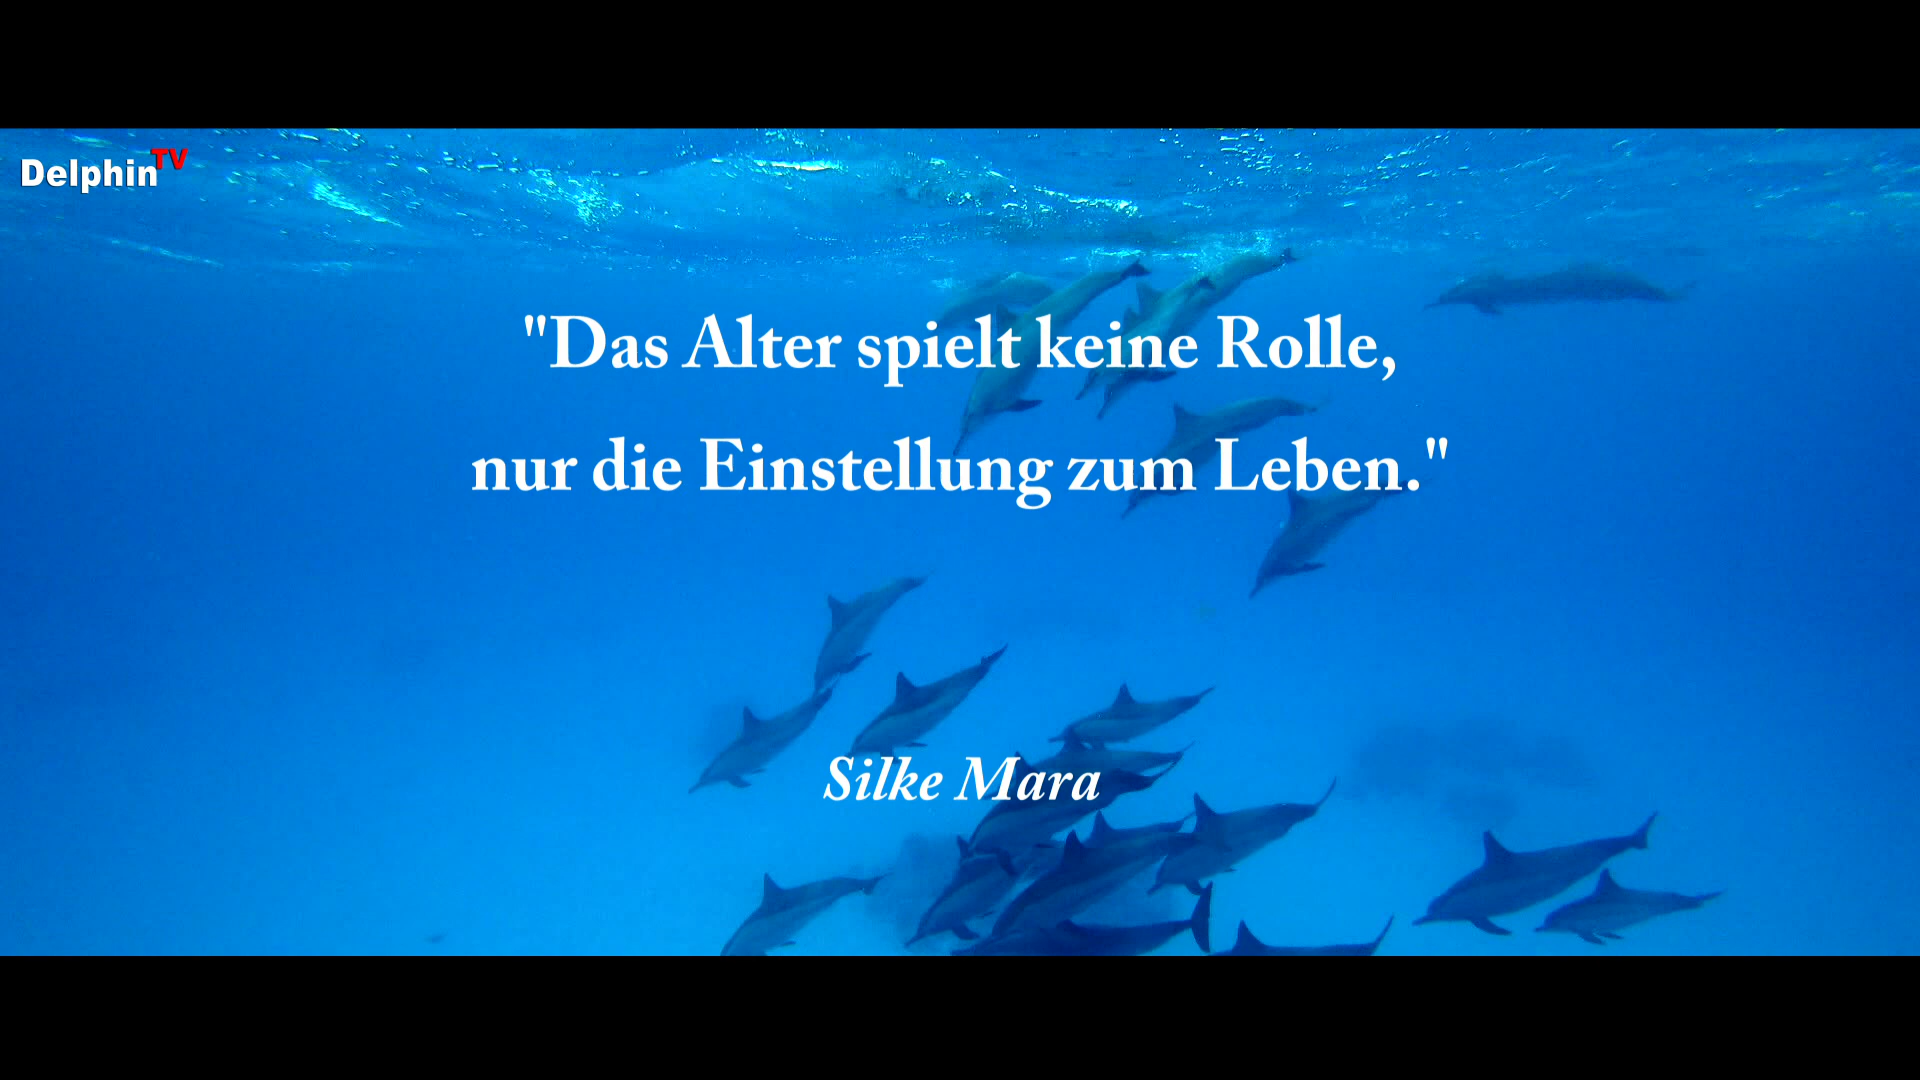 DelphinTV
"Das Alter spielt keine Rolle,
nur die Einstellung zum Leben."
Silke Mara